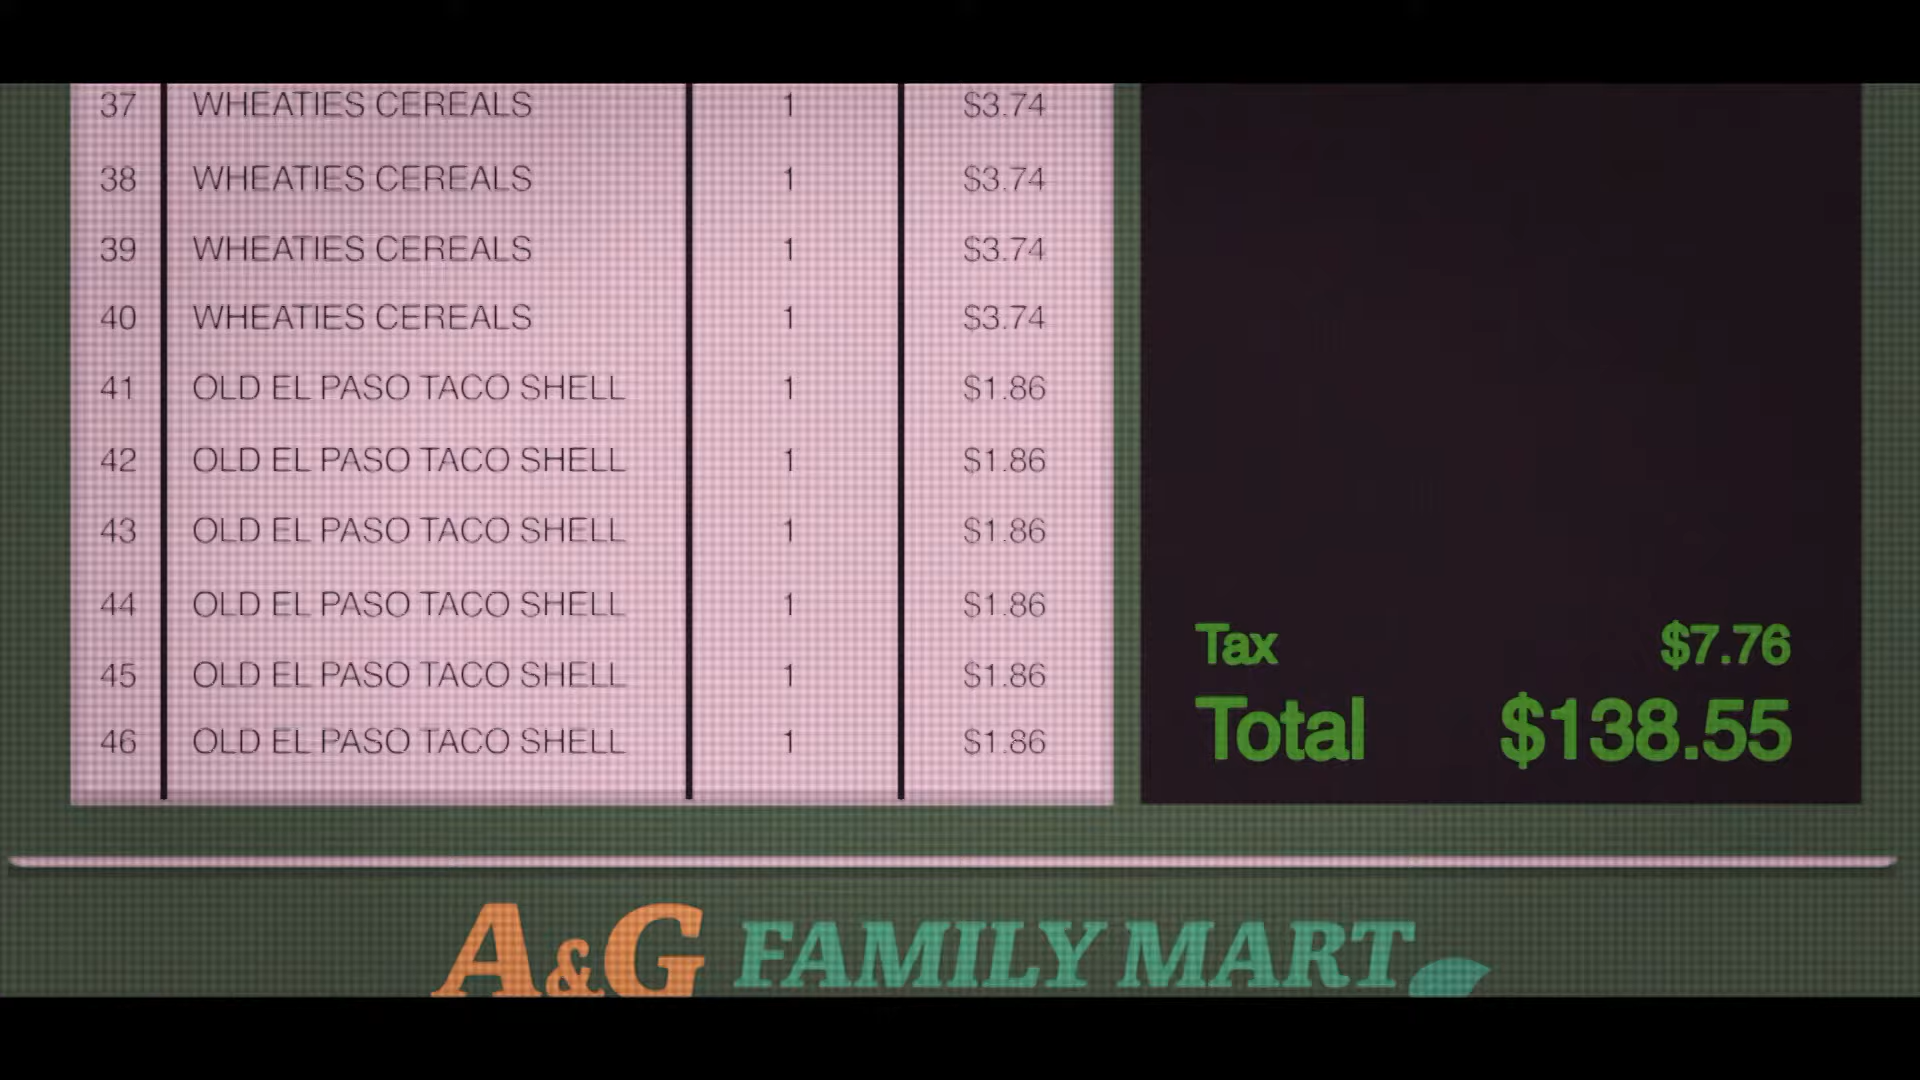 37 WHEATIES CEREALS 1 $3.74
38 WHEATIES CEREALS 1 $3.74
39 WHEATIES CEREALS 1 $3.74
40 WHEATIES CEREALS 1 $3.74
41 OLD EL PASO TACO SHELL 1 $1.86
42 OLD EL PASO TACO SHELL 1 $1.86
43 OLD EL PASO TACO SHELL 1 $1.86
44 OLD EL PASO TACO SHELL 1 $1.86
45 OLD EL PASO TACO SHELL 1 $1.86
46 OLD EL PASO TACO SHELL 1 $1.86
Tax $7.76
Total $138.55
A&G FAMILY MART